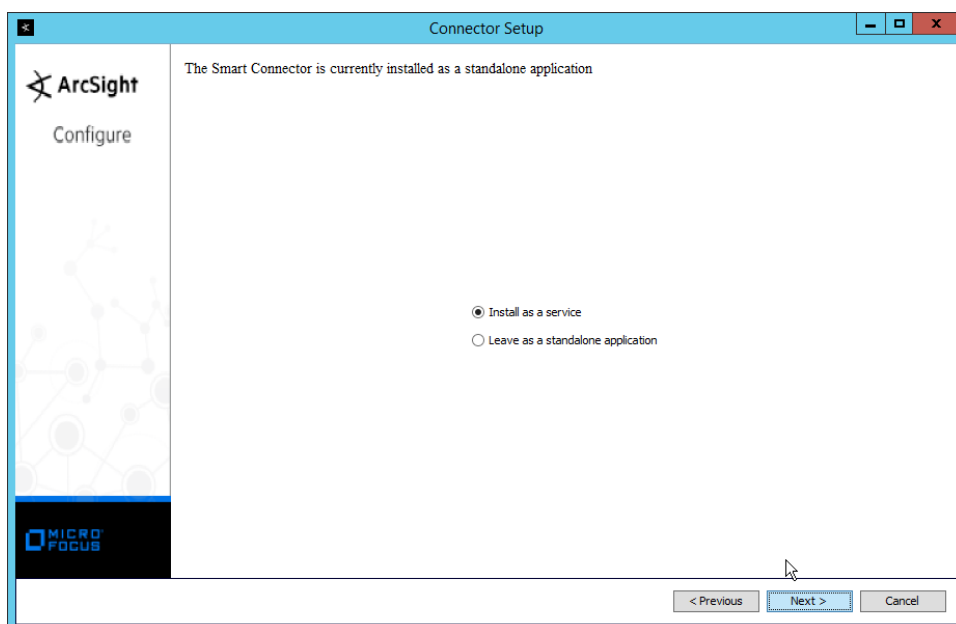 Connector Setup
ArcSight
Configure
The Smart Connector is currently installed as a standalone application
Install as a service
Leave as a standalone application
MICRO
FOCUS
< Previous
Next >
Cancel